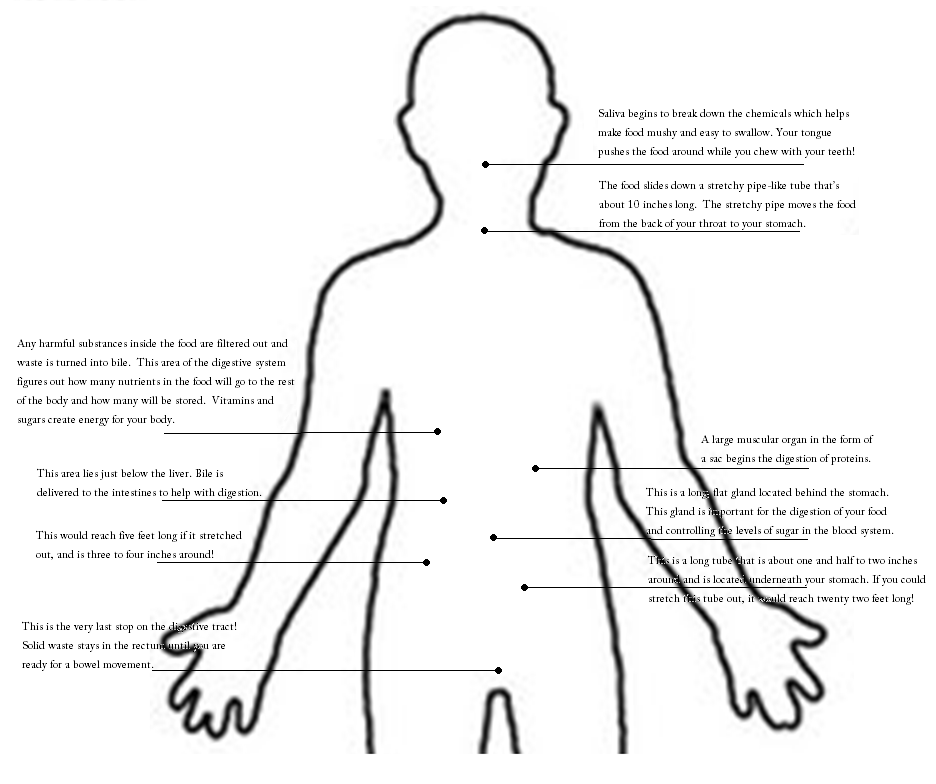 Saliva begins to break down the chemicals which helps
make food mushy and easy to swallow. Your tongue
pushes the food around while you chew with your teeth!
The food slides down a stretchy pipe-like tube that's
about 10 inches long. The stretchy pipe moves the food
from the back of your throat to your stomach.
Any harmful substances inside the food are filtered out and
waste is turned into bile. This area of the digestive system
figures out how many nutrients in the food will go to the rest
of the body and how many will be stored. Vitamins and
sugars create energy for your body.
A large muscular organ in the form of
a sac begins the digestion of proteins.
This area lies just below the liver. Bile is
delivered to the intestines to help with digestion.
This is a long, flat gland located behind the stomach.
This gland is important for the digestion of your food
and controlling the levels of sugar in the blood system.
This would reach five feet long if it stretched
out, and is three to four inches around!
This is a long tube that is about one and half to two inches
around and is located underneath your stomach. If you could
stretch this tube out, it would reach twenty two feet long!
This is the very last stop on the digestive tract!
Solid waste stays in the rectum until you are
ready for a bowel movement.